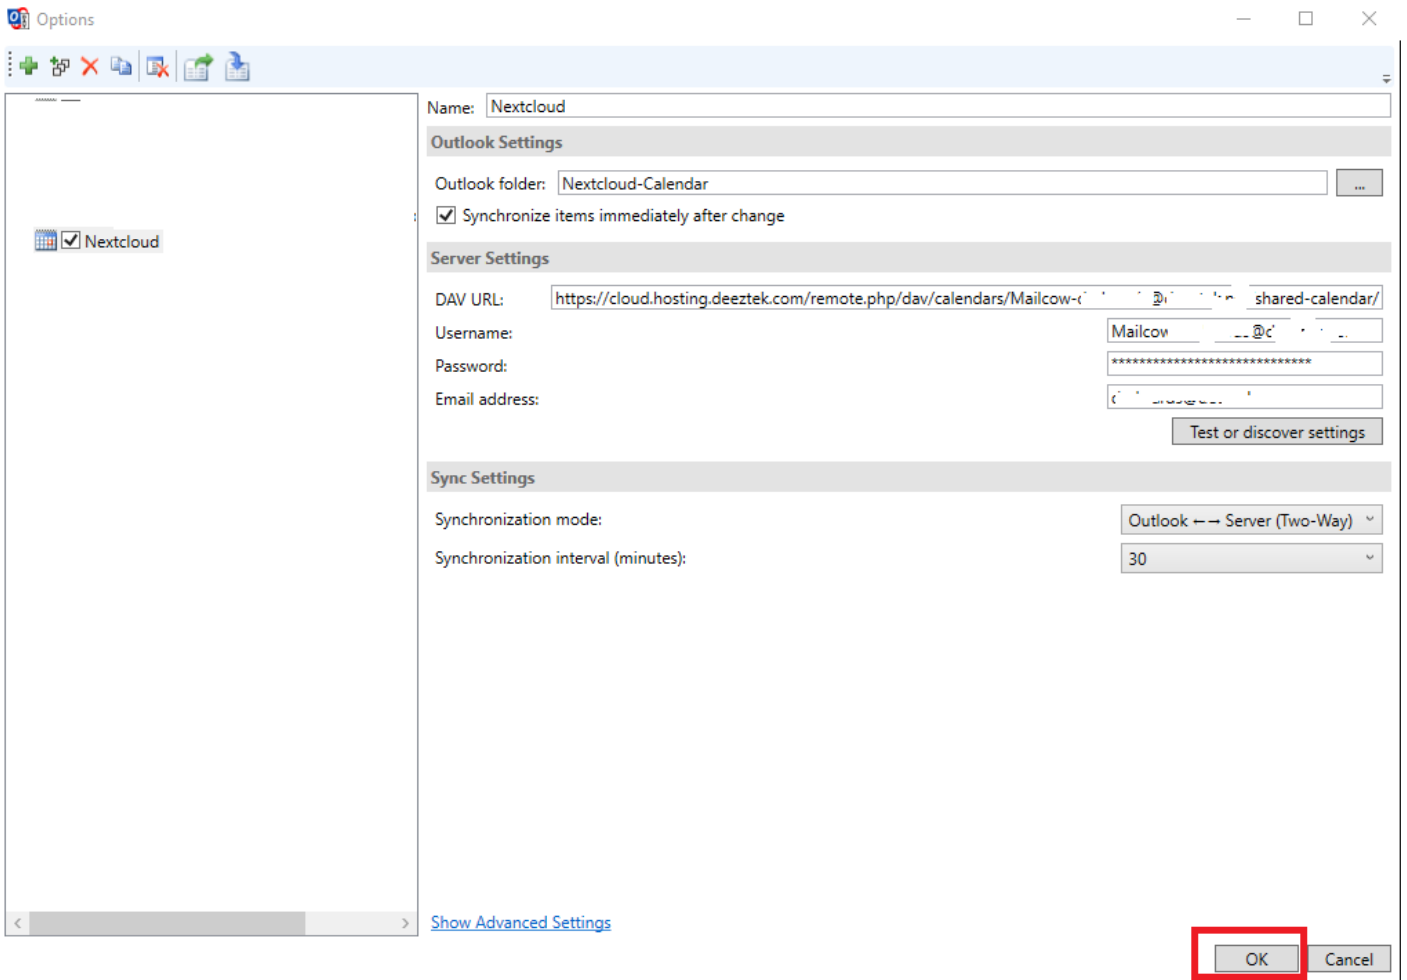 Options
Name: Nextcloud
Outlook Settings
Outlook folder: Nextcloud-Calendar ...
Synchronize items immediately after change
Nextcloud
Server Settings
DAV URL: https://cloud.hosting.deeztek.com/remote.php/dav/calendars/Mailcow- shared-calendar/
Username: Mailcow
Password: ******************************
Email address:
Test or discover settings
Sync Settings
Synchronization mode: Outlook ←→ Server (Two-Way)
Synchronization interval (minutes): 30
Show Advanced Settings
OK Cancel